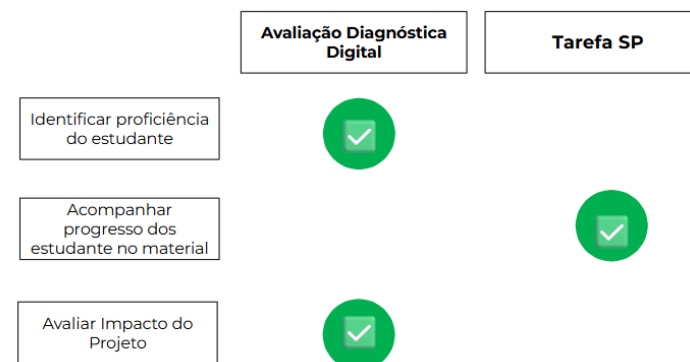 Avaliação Diagnóstica
Digital
Tarefa SP
Identificar proficiência
do estudante
Acompanhar
progresso dos
estudante no material
Avaliar Impacto do
Projeto